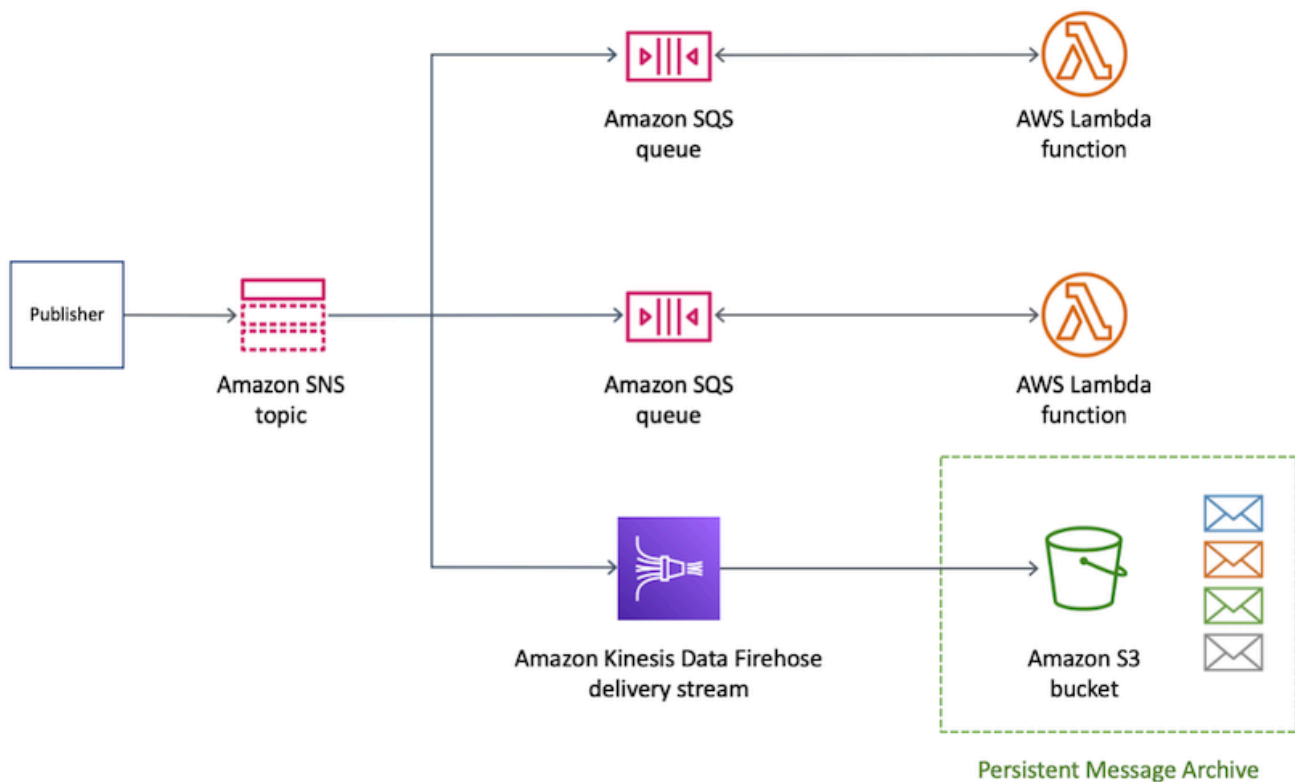 Amazon SQS
queue
AWS Lambda
function
Publisher
Amazon SNS
topic
Amazon SQS
queue
AWS Lambda
function
Amazon Kinesis Data Firehose
delivery stream
Amazon S3
bucket
Persistent Message Archive